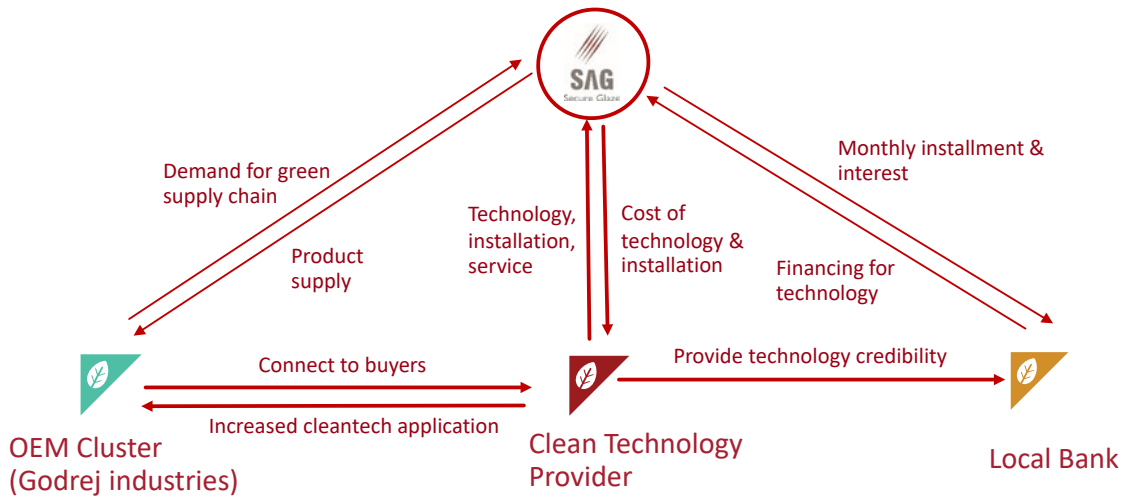 SAG
Secure Glaze
Demand for green
supply chain
Product
supply
Technology,
installation,
service
Cost of
technology &
installation
Monthly installment &
interest
Financing for
technology
Connect to buyers
Increased cleantech application
Provide technology credibility
OEM Cluster
(Godrej industries)
Clean Technology
Provider
Local Bank